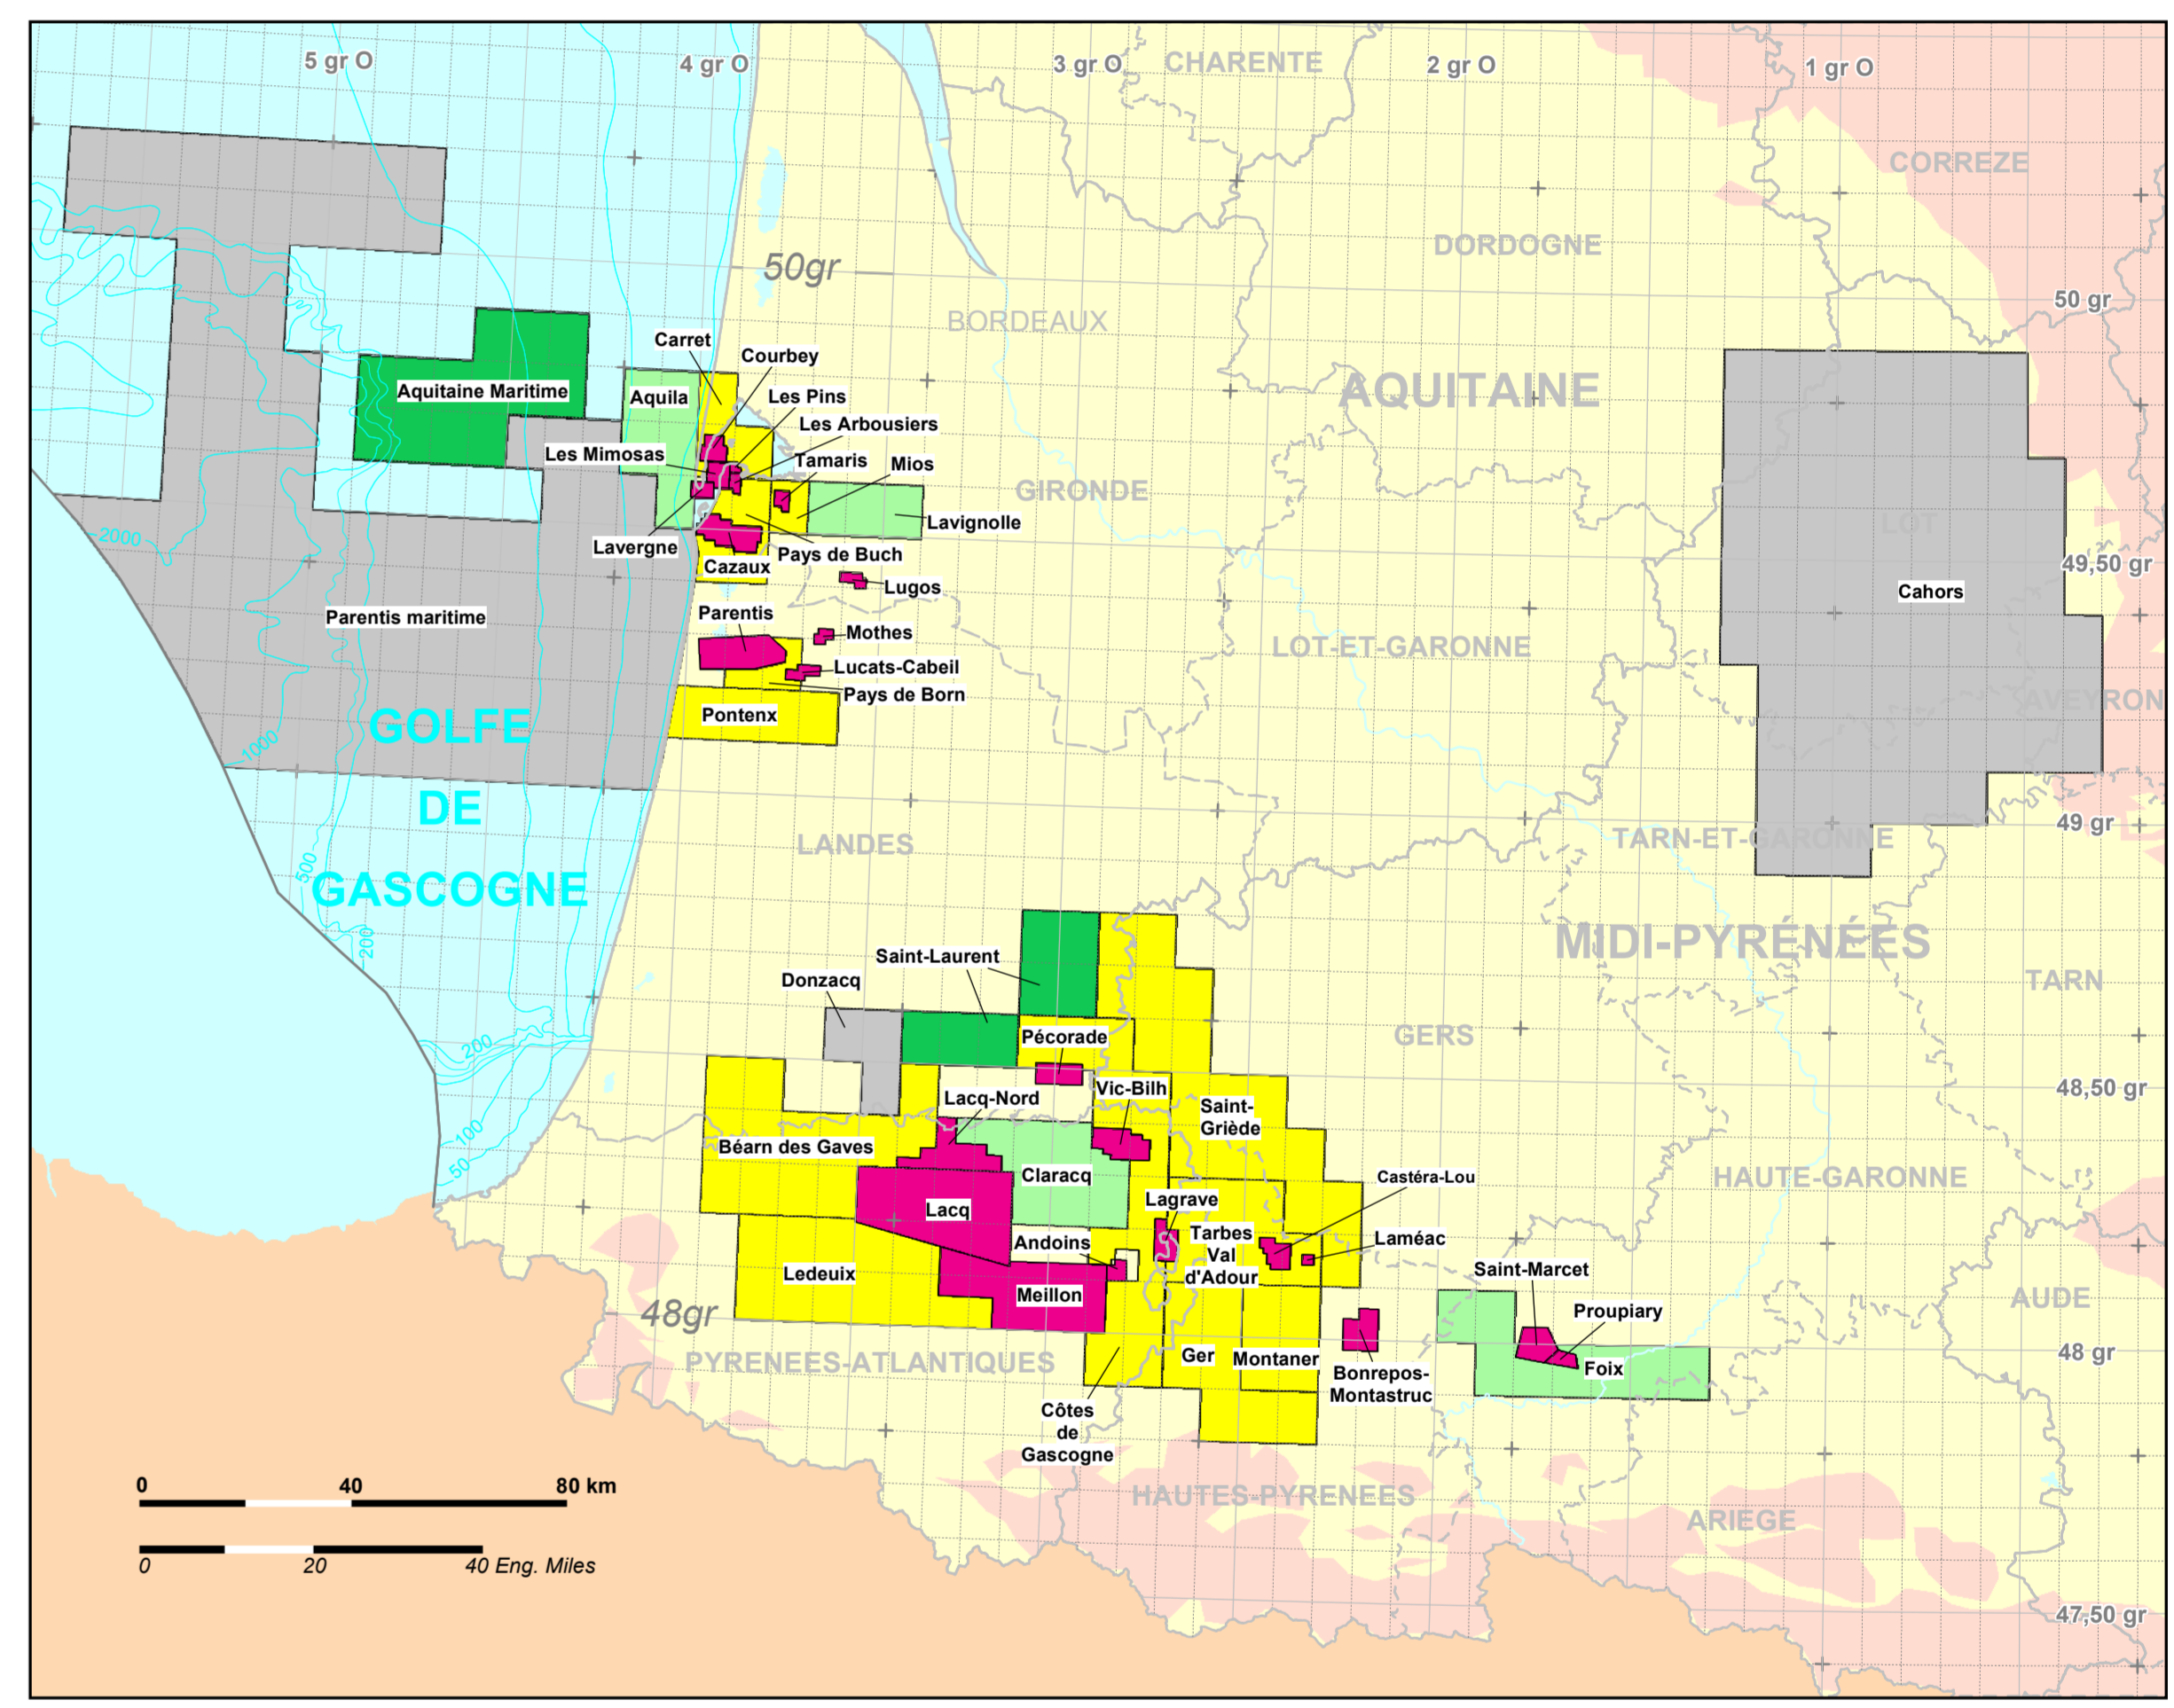 5 gr O
4 gr O
3 gr O
CHARENTE
2 gr O
1 gr O
CORREZE
DORDOGNE
50gr
50 gr
BORDEAUX
Carret
Courbey
Aquitaine Maritime
Aquila
Les Pins
AQUITAINE
Les Arbousiers
Les Mimosas
Tamaris
Mios
GIRONDE
Lavignolle
LOT
2000
Lavergne
Pays de Buch
Cazaux
49,50 gr
Lugos
Cahors
Parentis maritime
Parentis
Mothes
LOT-ET-GARONNE
Lucats-Cabeil
Pays de Born
AVEYRON
Pontenx
GOLFE
1000
DE
49 gr
LANDES
TARN-ET-GARONNE
500
GASCOGNE
200
MIDI-PYRÉNÉES
Saint-Laurent
Donzacq
TARN
Pécorade
GERS
200
Vic-Bilh
48,50 gr
Lacq-Nord
Saint-
Griède
100
Béarn des Gaves
50
Claracq
Castéra-Lou
HAUTE-GARONNE
Lagrave
Lacq
Andoins
Tarbes
Val
d'Adour
Laméac
Ledeuix
Saint-Marcet
Meillon
Proupiary
AUDE
48gr
48 gr
PYRENEES-ATLANTIQUES
Ger
Montaner
Foix
Bonrepos-
Montastruc
Côtes
de
Gascogne
0 40 80 km
HAUTES-PYRENEES
ARIEGE
0 20 40 Eng. Miles
47,50 gr